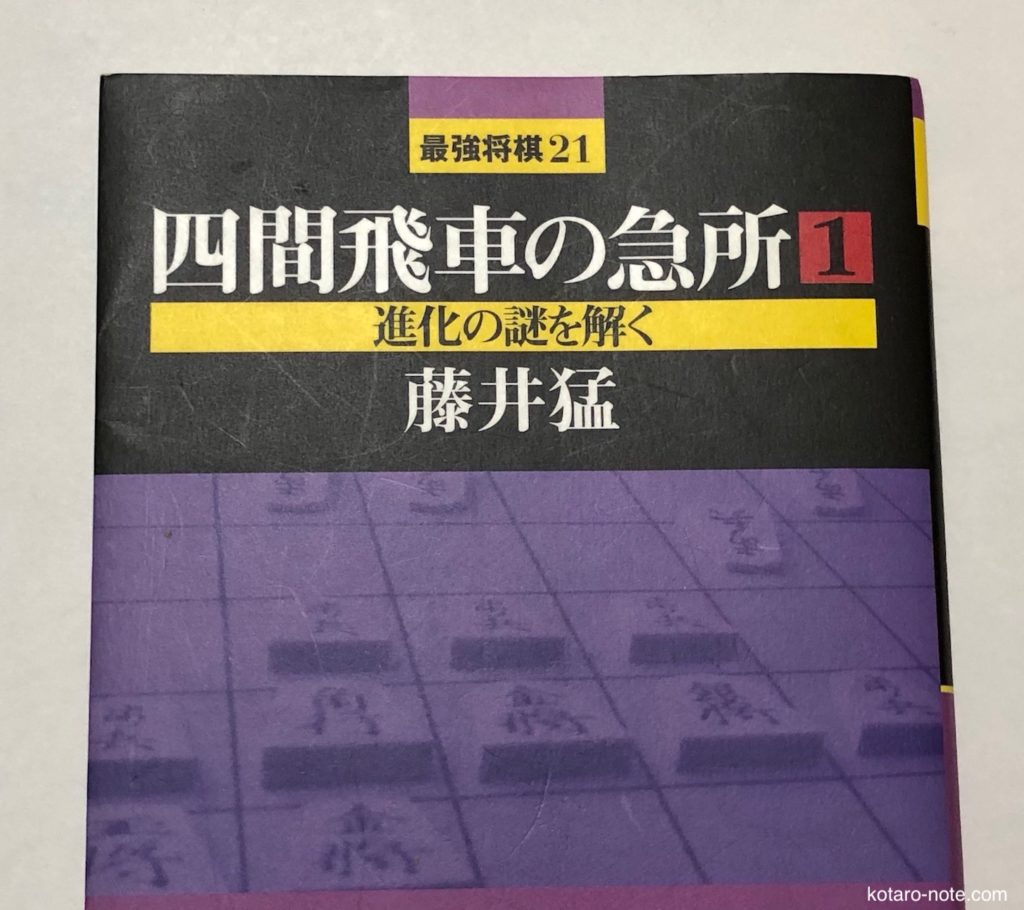 最強将棋21
四間飛車の急所1
進化の謎を解く
藤井猛
kotaro-note.com